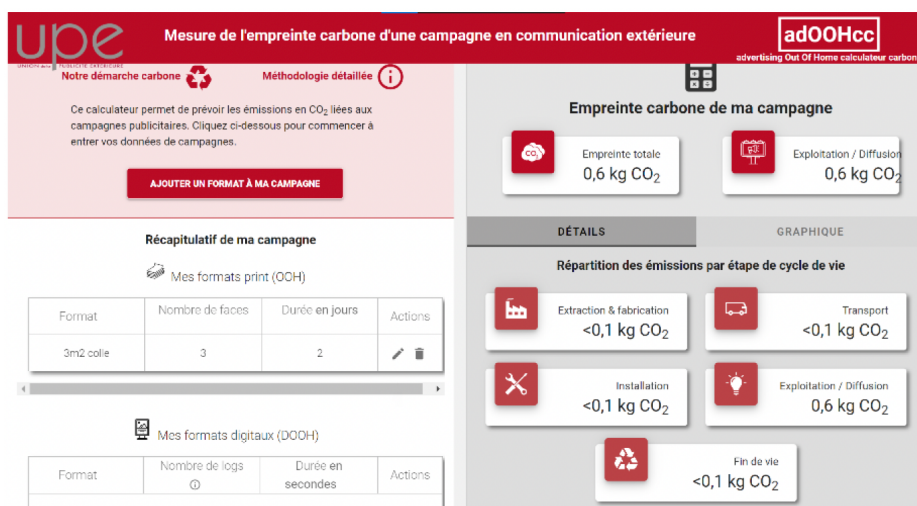 upe
UNION DE LA PUBLICITÉ EXTÉRIEURE
Mesure de l'empreinte carbone d'une campagne en communication extérieure
adOOHcc
advertising Out Of Home calculateur carbon
Notre démarche carbone
Méthodologie détaillée
Ce calculateur permet de prévoir les émissions en CO₂ liées aux
campagnes publicitaires. Cliquez ci-dessous pour commencer à
entrer vos données de campagnes.
AJOUTER UN FORMAT À MA CAMPAGNE
Récapitulatif de ma campagne
Mes formats print (OOH)
Format Nombre de faces Durée en jours Actions
3m2 colle 3 2
Mes formats digitaux (DOOH)
Format Nombre de logs Durée en secondes Actions
Empreinte carbone de ma campagne
CO₂
Empreinte totale
0,6 kg CO₂
Exploitation / Diffusion
0,6 kg CO₂
DÉTAILS
GRAPHIQUE
Répartition des émissions par étape de cycle de vie
Extraction & fabrication
<0,1 kg CO₂
Transport
<0,1 kg CO₂
Installation
<0,1 kg CO₂
Exploitation / Diffusion
0,6 kg CO₂
Fin de vie
<0,1 kg CO₂